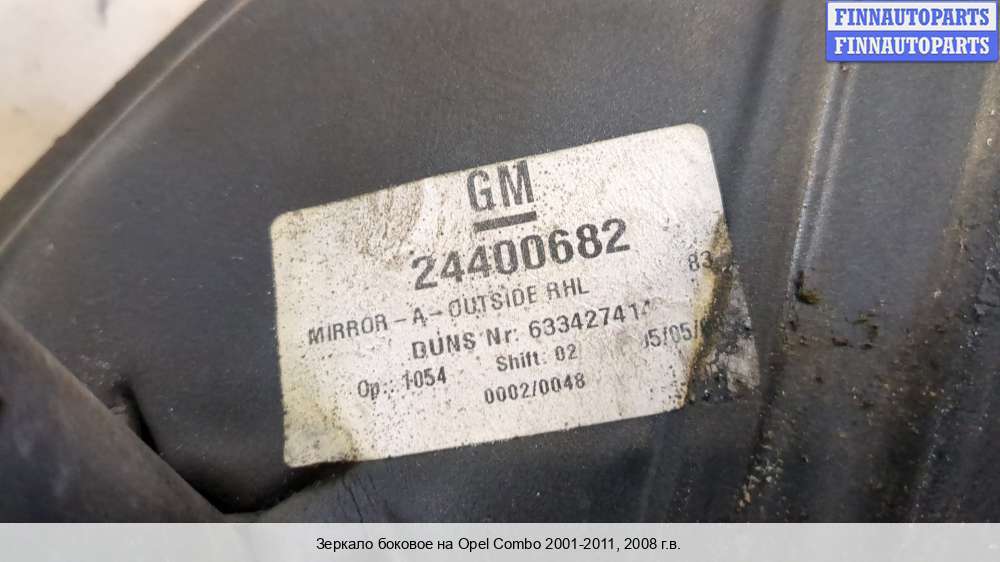 FINNAUTOPARTS
FINNAUTOPARTS
GM
24400682
83
MIRROR-A-OUTSIDE RHL
DUNS Nr: 633427414
Op.: 1054 Shift: 02
0002/0048
Зеркало боковое на Opel Combo 2001-2011, 2008 г.в.